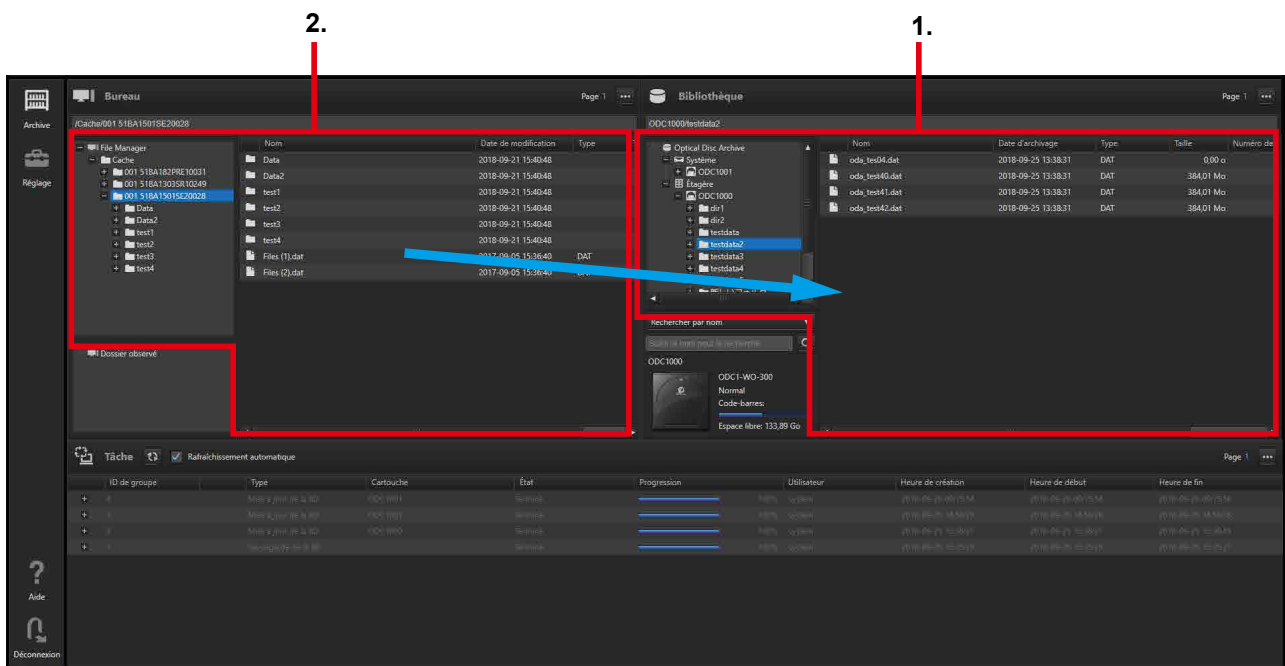 2.
1.
Archive
Réglage
Aide
Déconnexion
Bureau
Page 1
/Cache/001 51BA1501SE20028
File Manager
Cache
001 51BA182PRE10031
001 51BA1303SR10249
001 51BA1501SE20028
Data
Data2
test1
test2
test3
test4
Dossier observé
Nom Date de modification Type
Data 2018-09-21 15:40:48
Data2 2018-09-21 15:40:48
test1 2018-09-21 15:40:48
test2 2018-09-21 15:40:48
test3 2018-09-21 15:40:48
test4 2018-09-21 15:40:48
Files (1).dat 2017-09-05 15:36:40 DAT
Files (2).dat 2017-09-05 15:36:40
Bibliothèque
Page 1
ODC1000/testdata2
Optical Disc Archive
Système
ODC1001
Étagère
ODC1000
dir1
dir2
testdata
testdata2
testdata3
testdata4
Rechercher par nom
ODC1000
ODC1-WO-300
Normal
Code-barres:
Espace libre: 133,89 Go
Nom Date d'archivage Type Taille Numéro de
oda_tes04.dat 2018-09-25 13:38:31 DAT 0,00 o
oda_test40.dat 2018-09-25 13:38:31 DAT 384,01 Mo
oda_test41.dat 2018-09-25 13:38:31 DAT 384,01 Mo
oda_test42.dat 2018-09-25 13:38:31 DAT 384,01 Mo
Tâche Rafraîchissement automatique Page 1
ID de groupe Type Cartouche État Progression Utilisateur Heure de création Heure de début Heure de fin